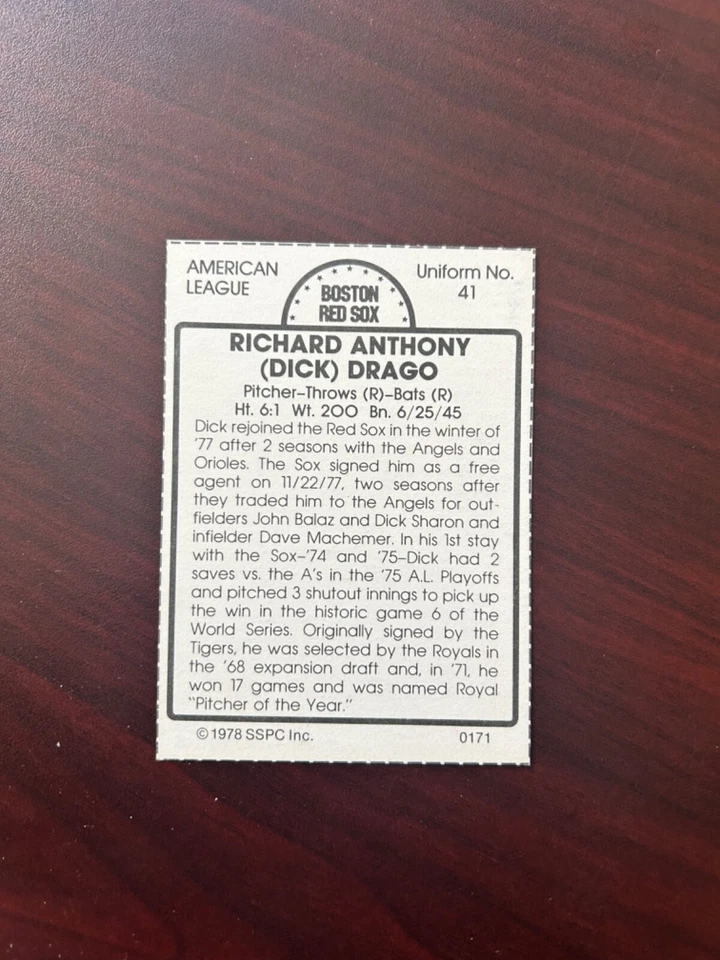 AMERICAN
LEAGUE
BOSTON
RED SOX
Uniform No.
41
RICHARD ANTHONY
(DICK) DRAGO
Pitcher–Throws (R)–Bats (R)
Ht. 6:1 Wt. 200 Bn. 6/25/45
Dick rejoined the Red Sox in the winter of
'77 after 2 seasons with the Angels and
Orioles. The Sox signed him as a free
agent on 11/22/77, two seasons after
they traded him to the Angels for out-
fielders John Balaz and Dick Sharon and
infielder Dave Machemer. In his 1st stay
with the Sox–'74 and '75–Dick had 2
saves vs. the A's in the '75 A.L. Playoffs
and pitched 3 shutout innings to pick up
the win in the historic game 6 of the
World Series. Originally signed by the
Tigers, he was selected by the Royals in
the '68 expansion draft and, in '71, he
won 17 games and was named Royal
"Pitcher of the Year."
© 1978 SSPC Inc.
0171